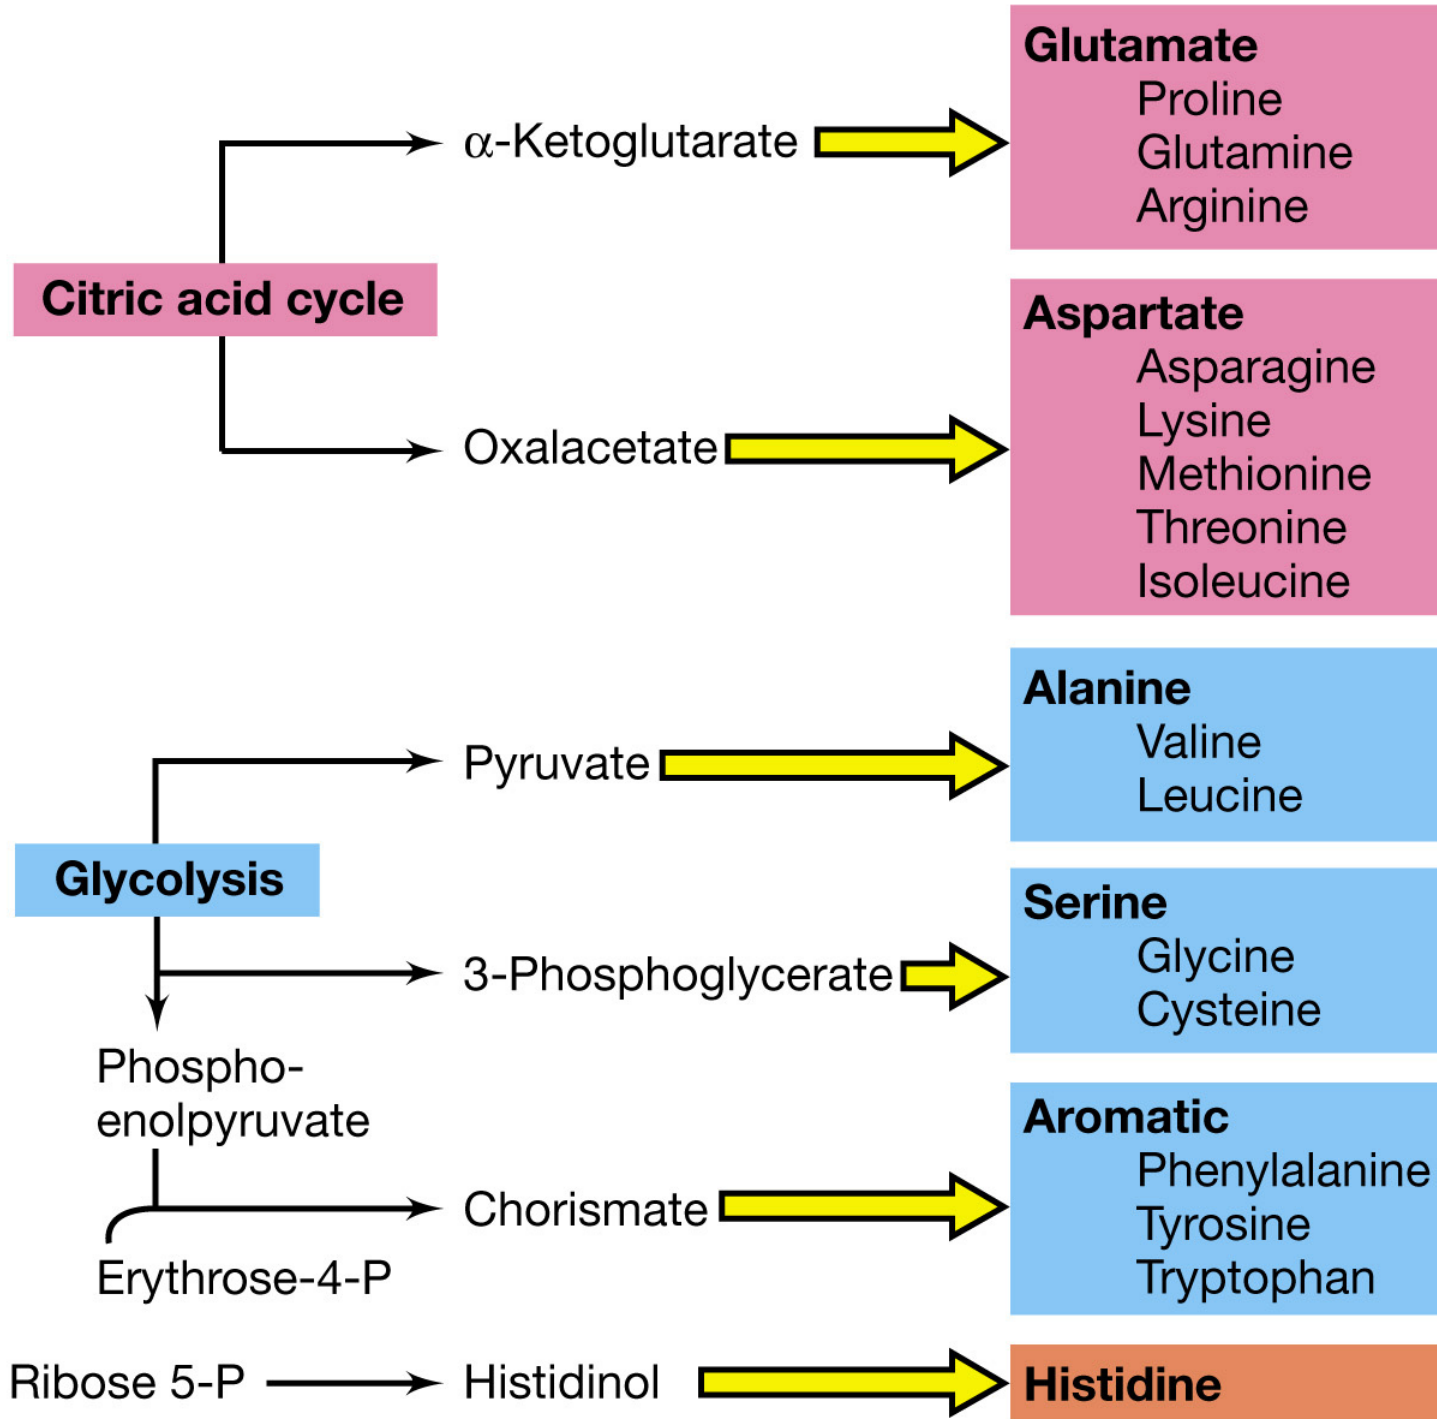 Glutamate
Proline
α-Ketoglutarate
Glutamine
Arginine
Citric acid cycle
Aspartate
Asparagine
Lysine
Oxalacetate
Methionine
Threonine
Isoleucine
Alanine
Valine
Pyruvate
Leucine
Glycolysis
Serine
Glycine
3-Phosphoglycerate
Cysteine
Phospho-
enolpyruvate
Aromatic
Phenylalanine
Chorismate
Tyrosine
Erythrose-4-P
Tryptophan
Ribose 5-P
Histidinol
Histidine